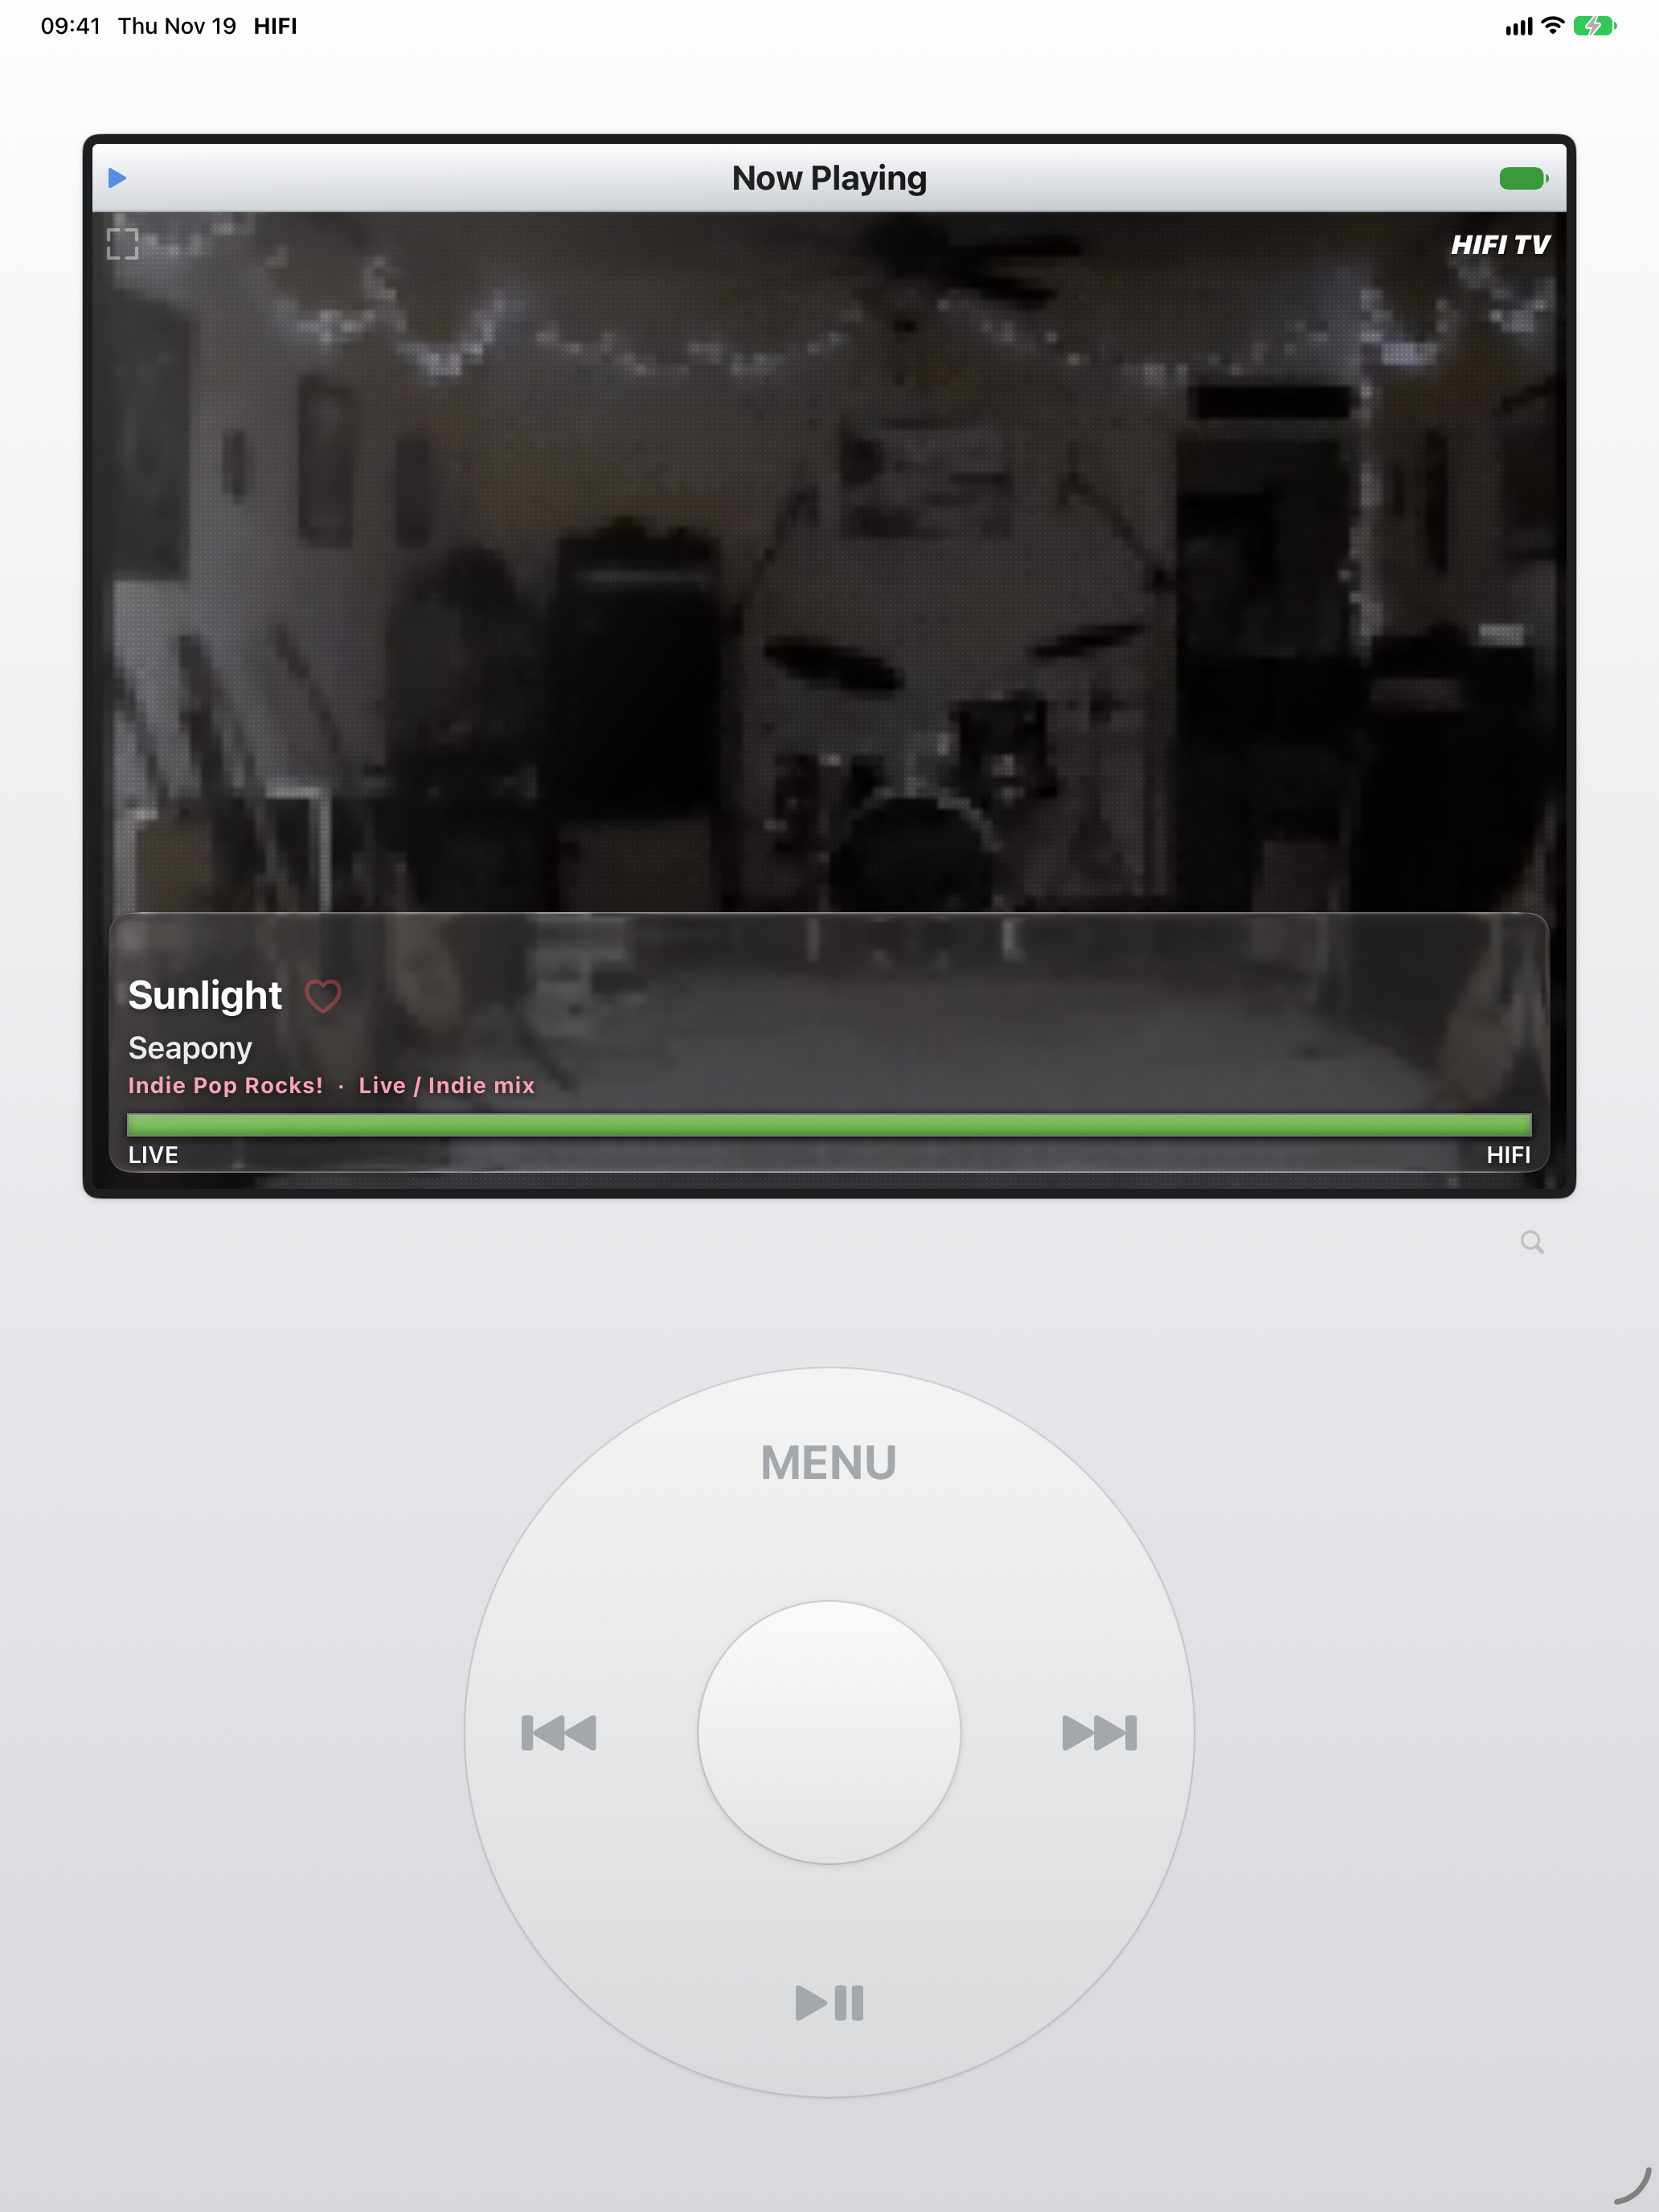 09:41 Thu Nov 19 HIFI
Now Playing
HIFI TV
Sunlight
Seapony
Indie Pop Rocks! · Live / Indie mix
LIVE HIFI
MENU